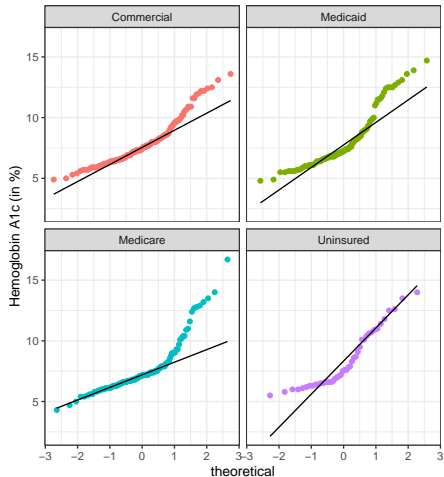 Commercial
Medicaid
15
10
5
Medicare
Uninsured
15
10
5
−3 −2 −1 0 1 2 3 −3 −2 −1 0 1 2 3
theoretical
Hemoglobin A1c (in %)